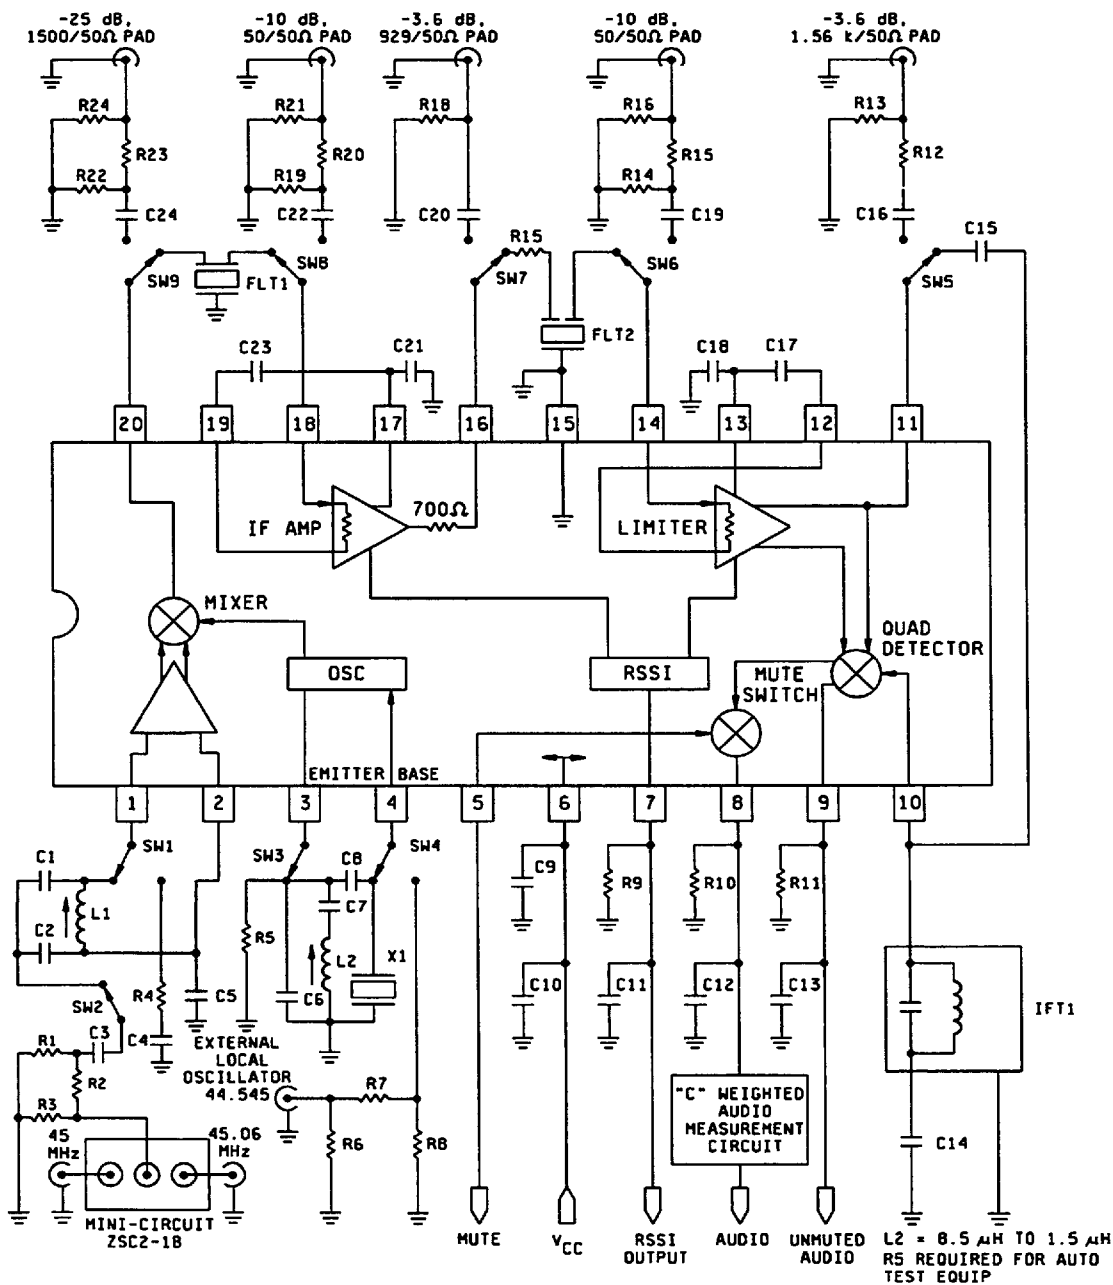 -25 dB,
1500/50Ω PAD
-10 dB,
50/50Ω PAD
-3.6 dB,
929/50Ω PAD
-10 dB,
50/50Ω PAD
-3.6 dB,
1.56 k/50Ω PAD
R24
R23
R22
C24
R21
R20
R19
C22
R18
C20
R16
R15
R14
C19
R13
R12
C16
C15
SW9
FLT1
SW8
R15
SW7
FLT2
SW6
SW5
C23
C21
C18
C17
20
19
18
17
16
15
14
13
12
11
IF AMP
700Ω
LIMITER
MIXER
OSC
RSSI
QUAD
DETECTOR
MUTE
SWITCH
EMITTER BASE
1
2
3
4
5
6
7
8
9
10
SW1
SW3
SW4
C1
L1
C2
C8
C7
R5
L2
X1
C6
C9
R9
R10
R11
C10
C11
C12
C13
IFT1
SW2
R4
C5
C3
C4
R1
R2
R3
EXTERNAL
LOCAL
OSCILLATOR
44.545
R7
R6
R8
45
MHz
45.06
MHz
MINI-CIRCUIT
ZSC2-1B
"C" WEIGHTED
AUDIO
MEASUREMENT
CIRCUIT
C14
MUTE
VCC
RSSI
OUTPUT
AUDIO
UNMUTED
AUDIO
L2 = 8.5 µH TO 1.5 µH
R5 REQUIRED FOR AUTO
TEST EQUIP